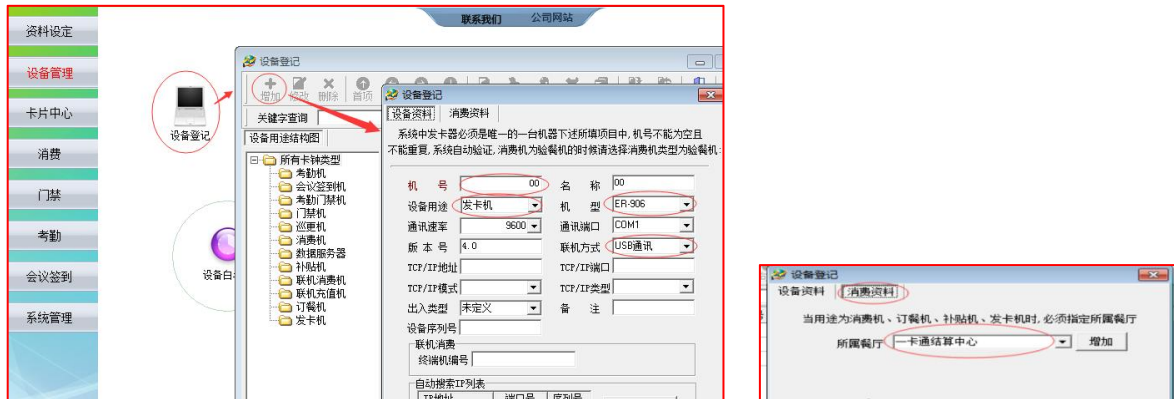 联系我们 公司网站
资料设定
设备管理
卡片中心
消费
门禁
考勤
会议签到
系统管理
设备登记
设备登记
增加 修改 删除 首项
关键字查询
设备用途结构图
所有卡钟类型
考勤机
会议签到机
考勤门禁机
门禁机
巡更机
消费机
数据服务器
补贴机
联机消费机
联机充值机
订餐机
发卡机
设备登记
设备资料 消费资料
系统中发卡器必须是唯一的一台机器下述所填项目中, 机号不能为空且
不能重复, 系统自动验证, 消费机为验餐机的时候请选择消费机类型为验餐机
机 号 00 名 称 00
设备用途 发卡机 机 型 ER-906
通讯速率 9600 通讯端口 COM1
版 本 号 4.0 联机方式 USB通讯
TCP/IP地址 TCP/IP端口
TCP/IP模式 TCP/IP类型
出入类型 未定义 备 注
设备序列号
联机消费
终端机编号
自动搜索IP列表
IP地址 端口号 序列号
设备登记
设备资料 消费资料
当用途为消费机、订餐机、补贴机、发卡机时, 必须指定所属餐厅
所属餐厅 一卡通结算中心 增加